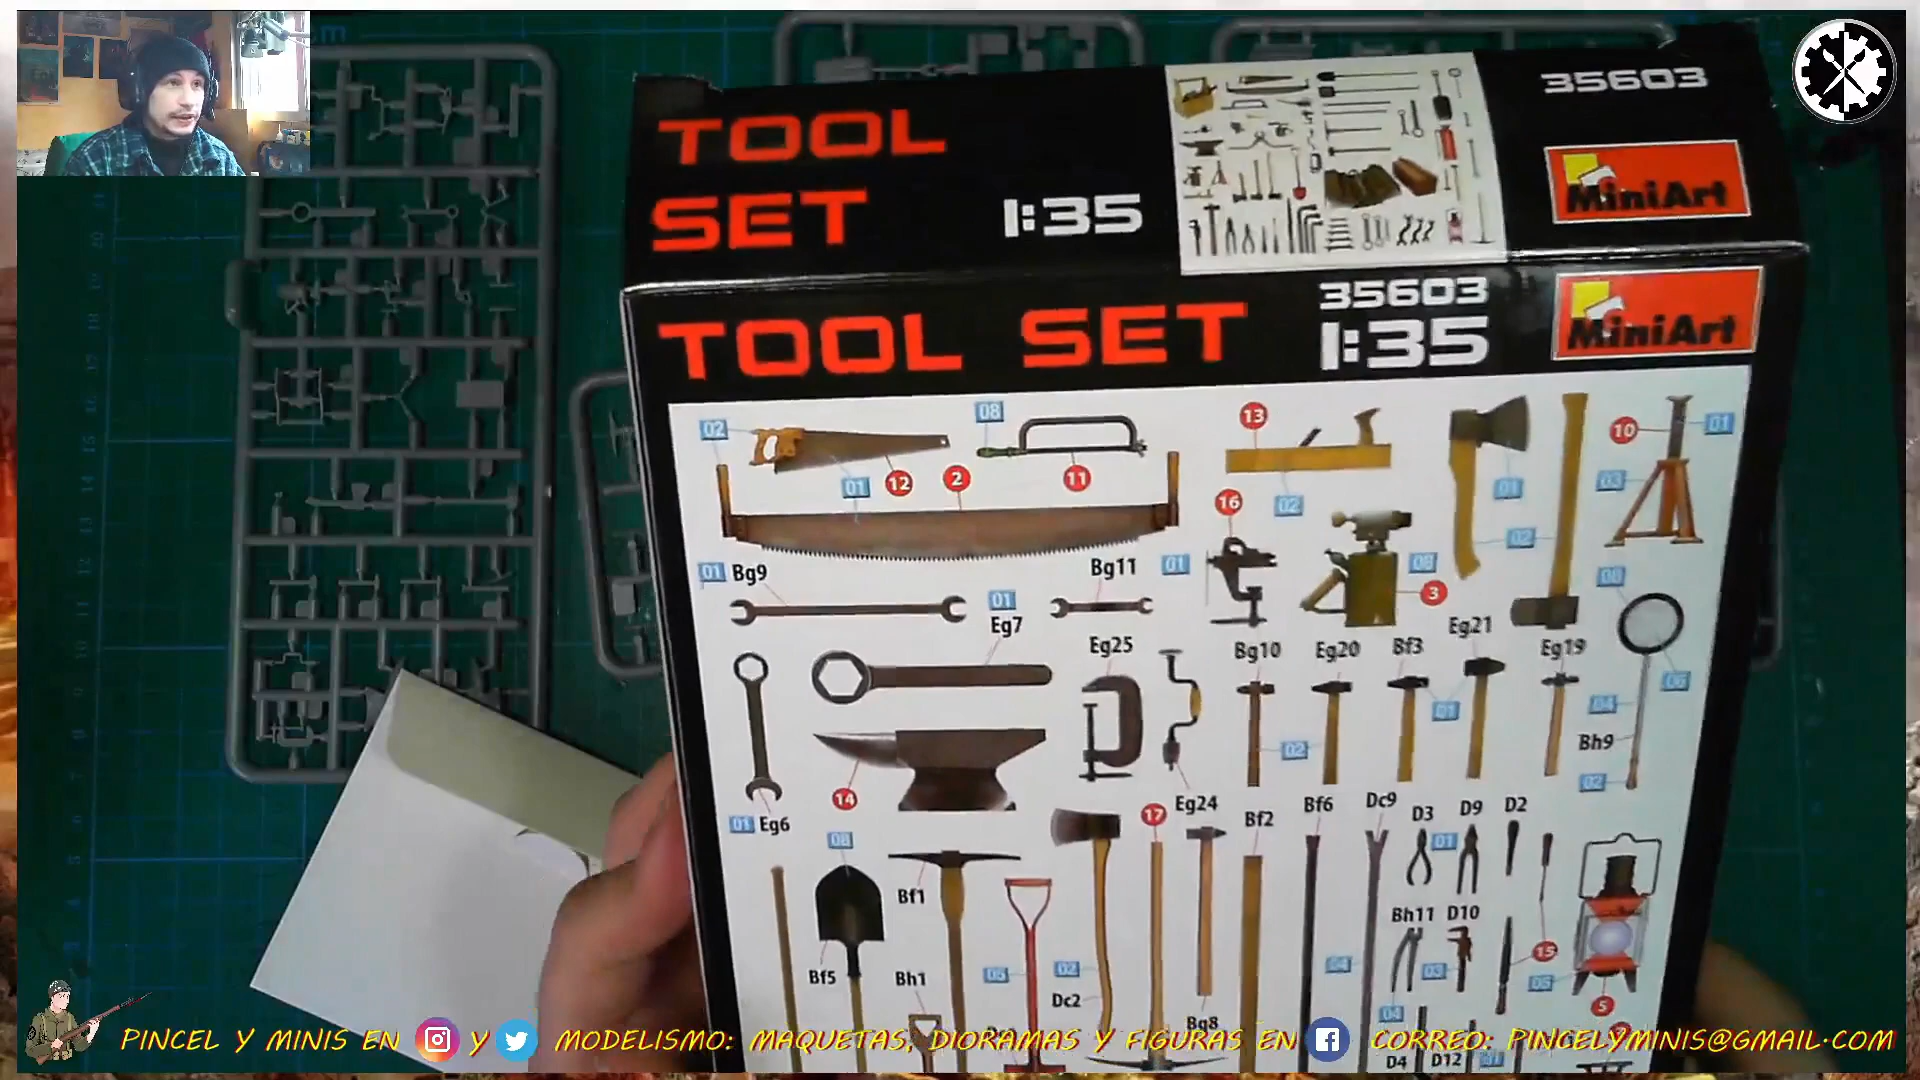 TOOL
SET
1:35
35603
MiniArt
TOOL SET
35603
1:35
MiniArt
02
08
13
10
01
01
12
2
11
02
16
01
03
02
01 Bg9
Bg11
01
08
3
08
01
Eg7
Eg25
Bg10
Eg20
Bf3
Eg21
Eg19
01
02
04
06
Bh9
02
14
Eg24
01 Eg6
08
17
Bf2
Bf6
Dc9
D3
D9
D2
01
Bf1
Bh11
D10
Bf5
Bh1
05
02
04
03
15
05
Dc2
5
Bg8
04
D4
D12
PINCEL Y MINIS EN Y MODELISMO: MAQUETAS, DIORAMAS Y FIGURAS EN CORREO: PINCELYMINIS@GMAIL.COM